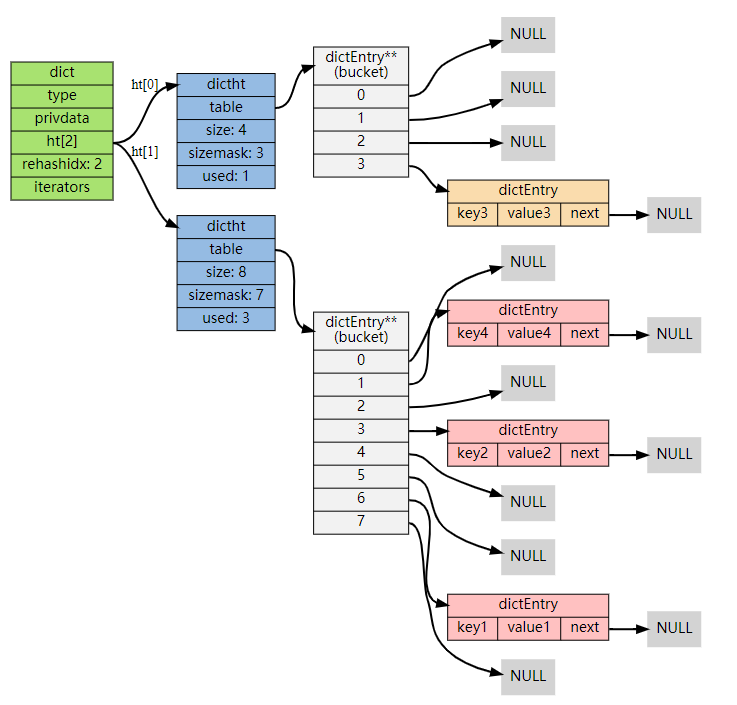 dict
type
privdata
ht[2]
rehashidx: 2
iterators
ht[0]
ht[1]
dictht
table
size: 4
sizemask: 3
used: 1
dictEntry**
(bucket)
0
1
2
3
NULL
NULL
NULL
dictEntry
key3 value3 next
NULL
dictht
table
size: 8
sizemask: 7
used: 3
dictEntry**
(bucket)
0
1
2
3
4
5
6
7
NULL
dictEntry
key4 value4 next
NULL
NULL
dictEntry
key2 value2 next
NULL
NULL
NULL
dictEntry
key1 value1 next
NULL
NULL